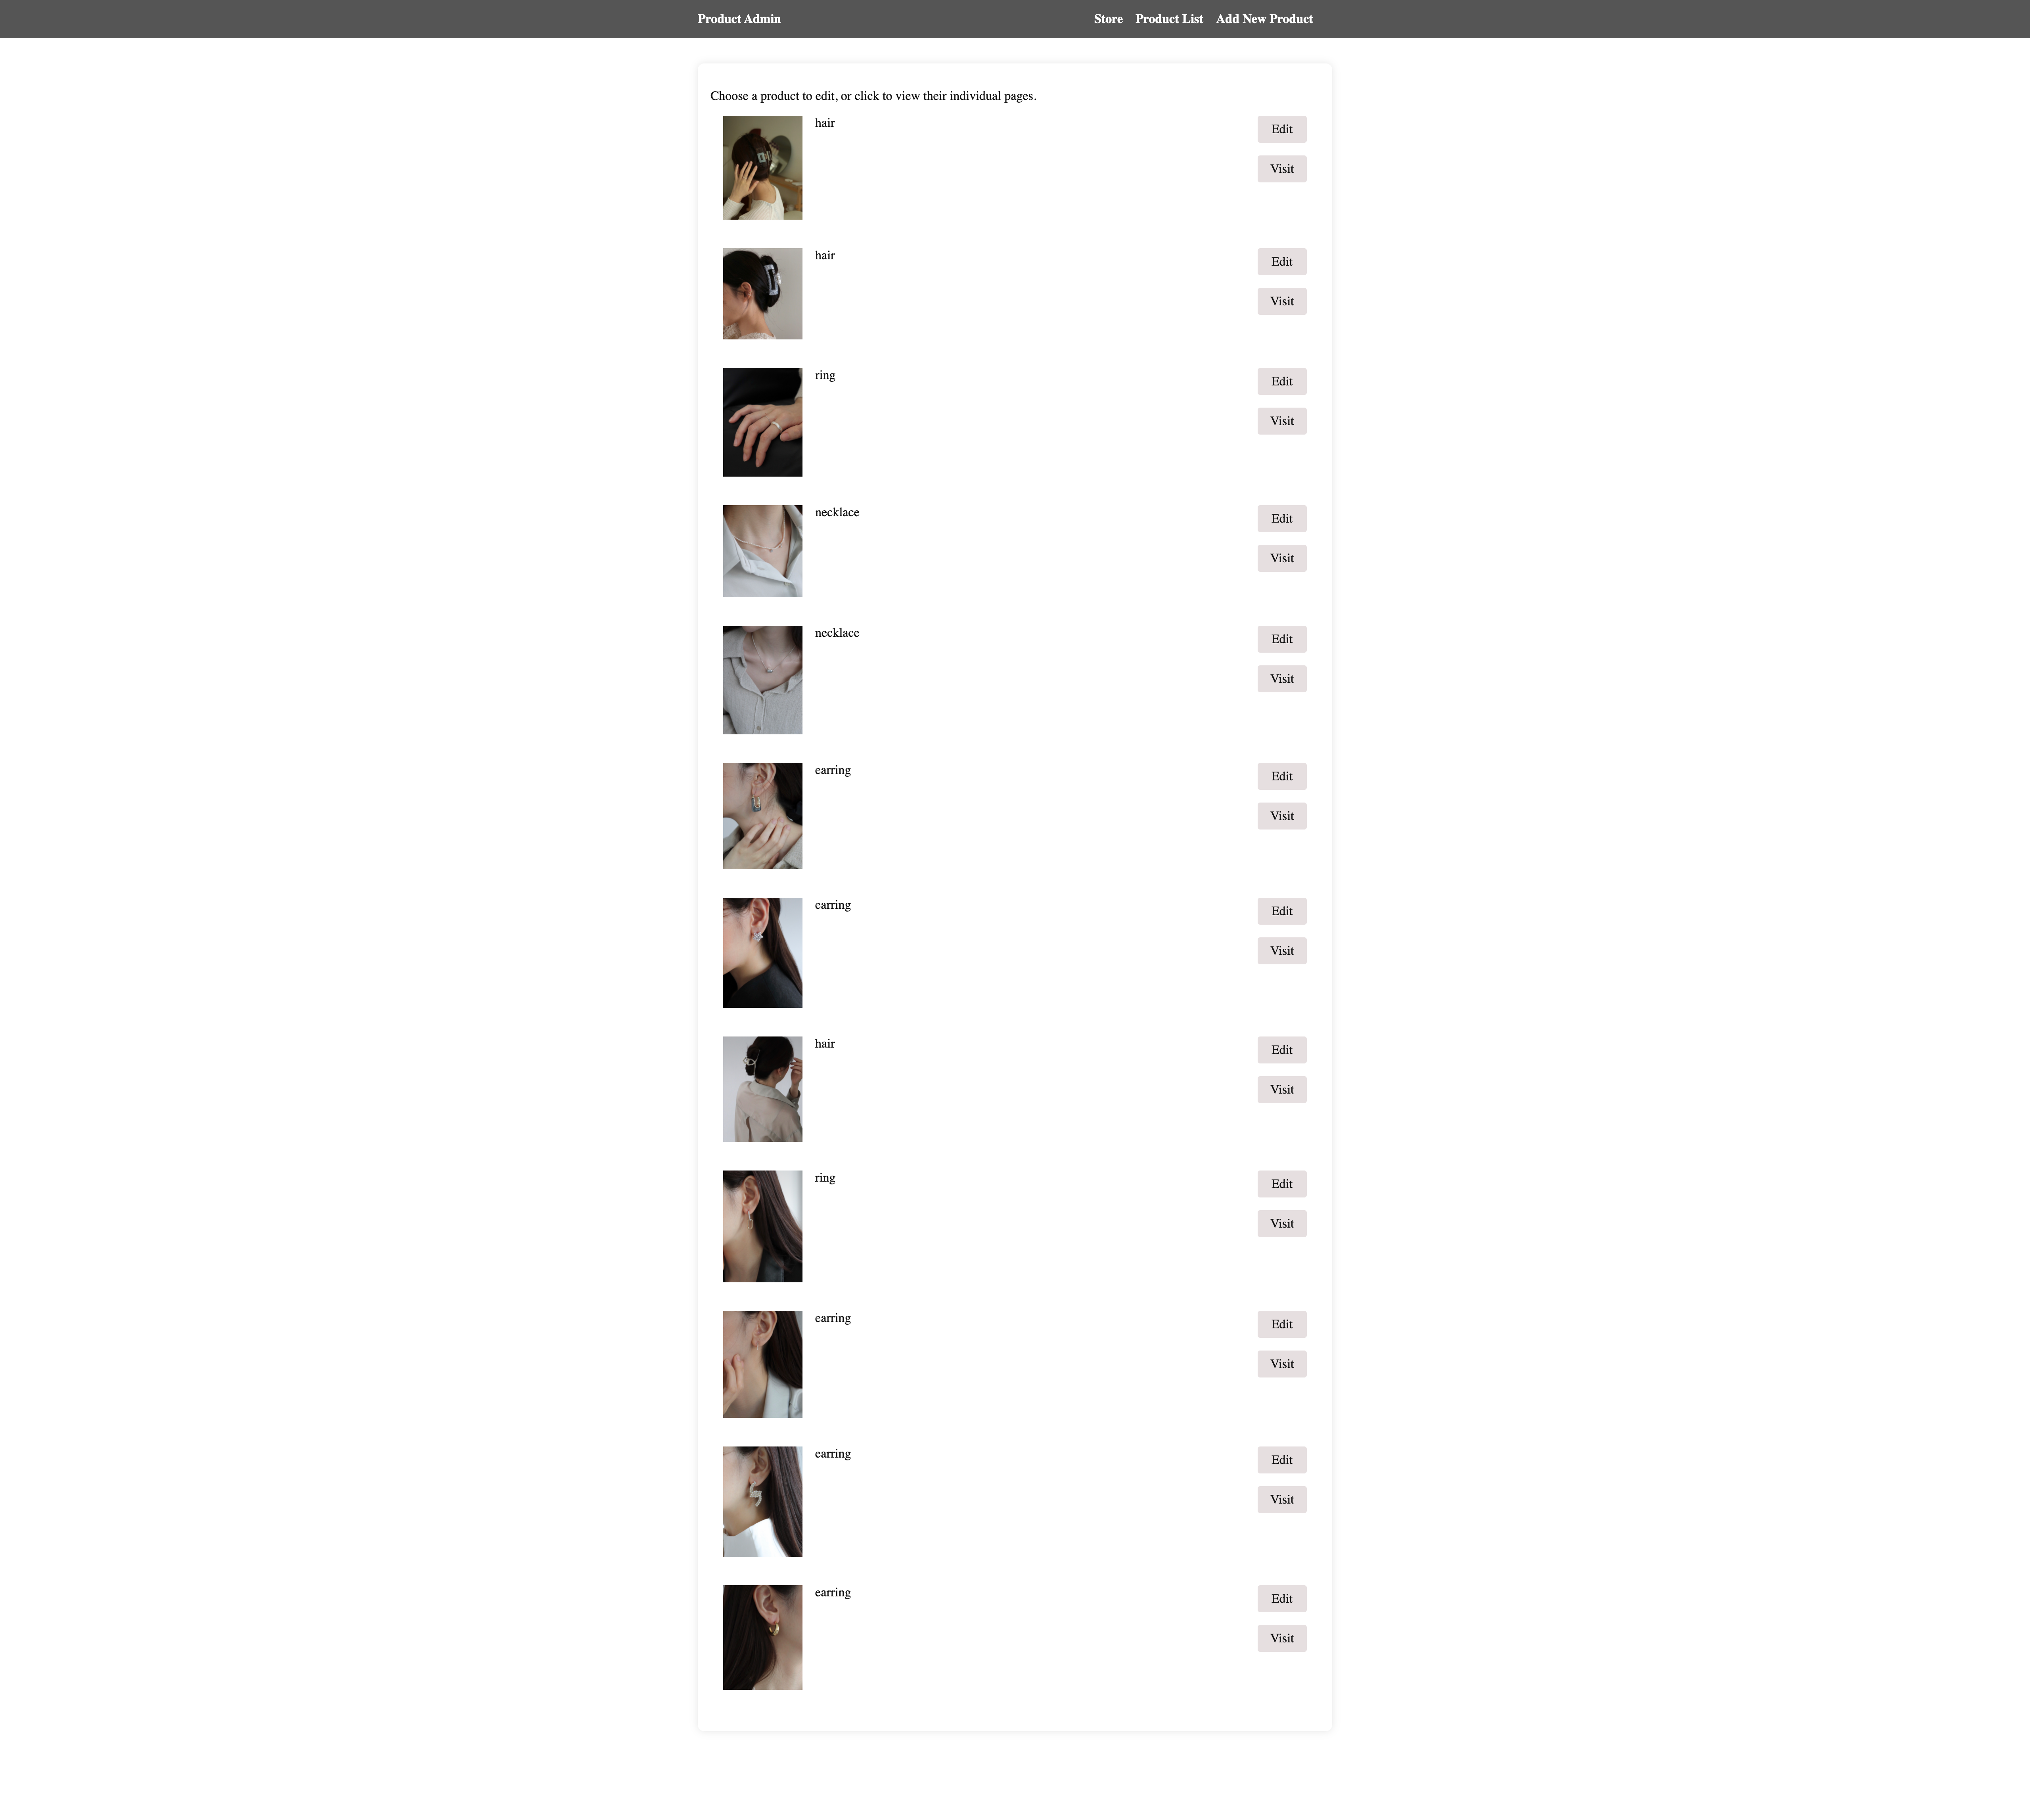 Product Admin Store Product List Add New Product
Choose a product to edit, or click to view their individual pages.
hair Edit
Visit
hair Edit
Visit
ring Edit
Visit
necklace Edit
Visit
necklace Edit
Visit
earring Edit
Visit
earring Edit
Visit
hair Edit
Visit
ring Edit
Visit
earring Edit
Visit
earring Edit
Visit
earring Edit
Visit